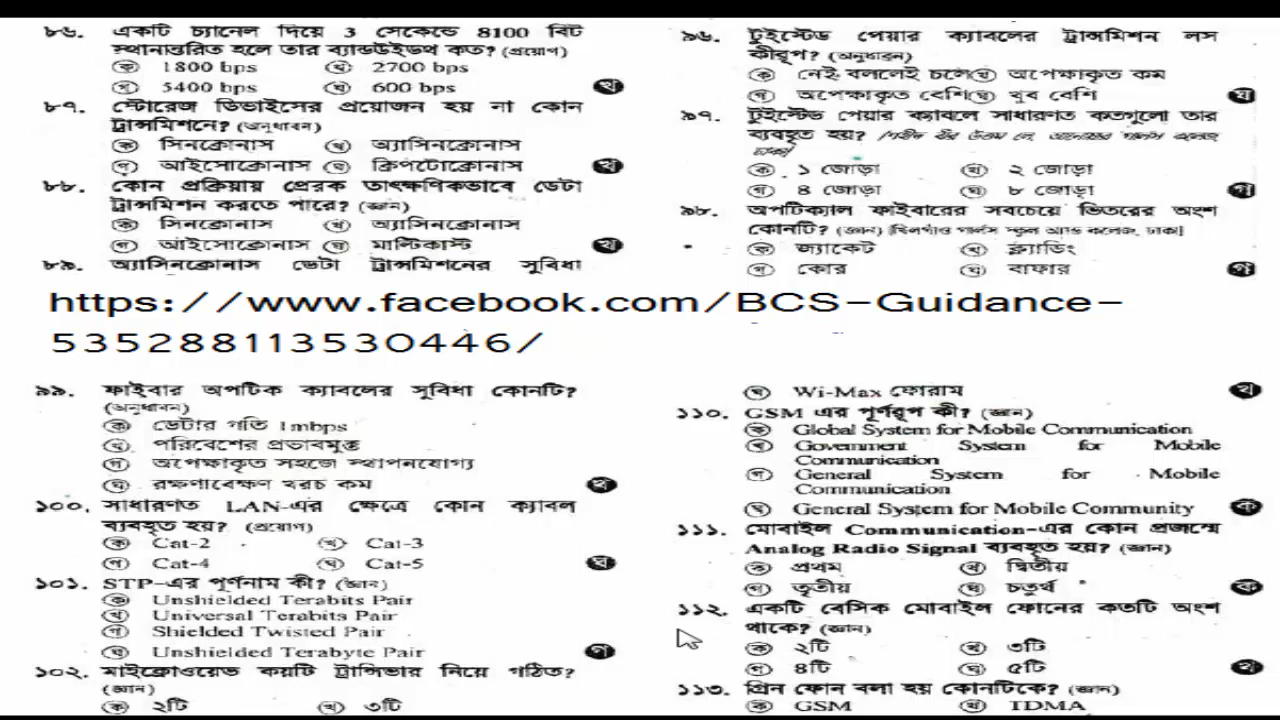 ৮৬. একটি চ্যানেল দিয়ে 3 সেকেন্ডে 8100 বিট
স্থানান্তরিত হলে তার ব্যান্ডউইডথ কত? (প্রয়োগ)
ক 1800 bps খ 2700 bps
গ 5400 bps ঘ 600 bps খ
৮৭. স্টোরেজ ডিভাইসের প্রয়োজন হয় না কোন
ট্রান্সমিশনে? (অনুধাবন)
ক সিনক্রোনাস খ অ্যাসিনক্রোনাস
গ আইসোক্রোনাস ঘ ক্রিপটোক্রোনাস খ
৮৮. কোন প্রক্রিয়ায় প্রেরক তাৎক্ষণিকভাবে ডেটা
ট্রান্সমিশন করতে পারে? (জ্ঞান)
ক সিনক্রোনাস খ অ্যাসিনক্রোনাস
গ আইসোক্রোনাস ঘ মাল্টিকাস্ট খ
৮৯. অ্যাসিনক্রোনাস ডেটা ট্রান্সমিশনের সুবিধা
৯৬. টুইস্টেড পেয়ার ক্যাবলের ট্রান্সমিশন লস
কীরূপ? (অনুধাবন)
ক নেই বললেই চলে খ অপেক্ষাকৃত কম
গ অপেক্ষাকৃত বেশি ঘ খুব বেশি ঘ
৯৭. টুইস্টেড পেয়ার ক্যাবলে সাধারণত কতগুলো তার
ব্যবহৃত হয়?
ঢাকা]
ক ১ জোড়া খ ২ জোড়া
গ ৪ জোড়া ঘ ৮ জোড়া গ
৯৮. অপটিক্যাল ফাইবারের সবচেয়ে ভিতরের অংশ
কোনটি? (জ্ঞান) [খিলগাঁও গার্লস স্কুল অ্যান্ড কলেজ, ঢাকা]
ক জ্যাকেট খ ক্ল্যাডিং
গ কোর ঘ বাফার গ
https://www.facebook.com/BCS-Guidance-
535288113530446/
৯৯. ফাইবার অপটিক ক্যাবলের সুবিধা কোনটি?
(অনুধাবন)
ক ডেটার গতি 1mbps
খ পরিবেশের প্রভাবমুক্ত
গ অপেক্ষাকৃত সহজে স্থাপনযোগ্য
ঘ রক্ষণাবেক্ষণ খরচ কম খ
১০০. সাধারণত LAN-এর ক্ষেত্রে কোন ক্যাবল
ব্যবহৃত হয়? (প্রয়োগ)
ক Cat-2 খ Cat-3
গ Cat-4 ঘ Cat-5 ঘ
১০১. STP-এর পূর্ণনাম কী? (জ্ঞান)
ক Unshielded Terabits Pair
খ Universal Terabits Pair
গ Shielded Twisted Pair
ঘ Unshielded Terabyte Pair গ
১০২. মাইক্রোওয়েভ কয়টি ট্রান্সিভার নিয়ে গঠিত?
(জ্ঞান)
ক ২টি খ ৩টি
ঘ Wi-Max ফোরাম খ
১১০. GSM এর পূর্ণরূপ কী? (জ্ঞান)
ক Global System for Mobile Communication
খ Government System for Mobile
Communication
গ General System for Mobile
Communication
ঘ General System for Mobile Community ক
১১১. মোবাইল Communication-এর কোন প্রজন্মে
Analog Radio Signal ব্যবহৃত হয়? (জ্ঞান)
ক প্রথম খ দ্বিতীয়
গ তৃতীয় ঘ চতুর্থ ক
১১২. একটি বেসিক মোবাইল ফোনের কতটি অংশ
থাকে? (জ্ঞান)
ক ২টি খ ৩টি
গ ৪টি ঘ ৫টি খ
১১৩. গ্রিন ফোন বলা হয় কোনটিকে? (জ্ঞান)
ক GSM খ TDMA